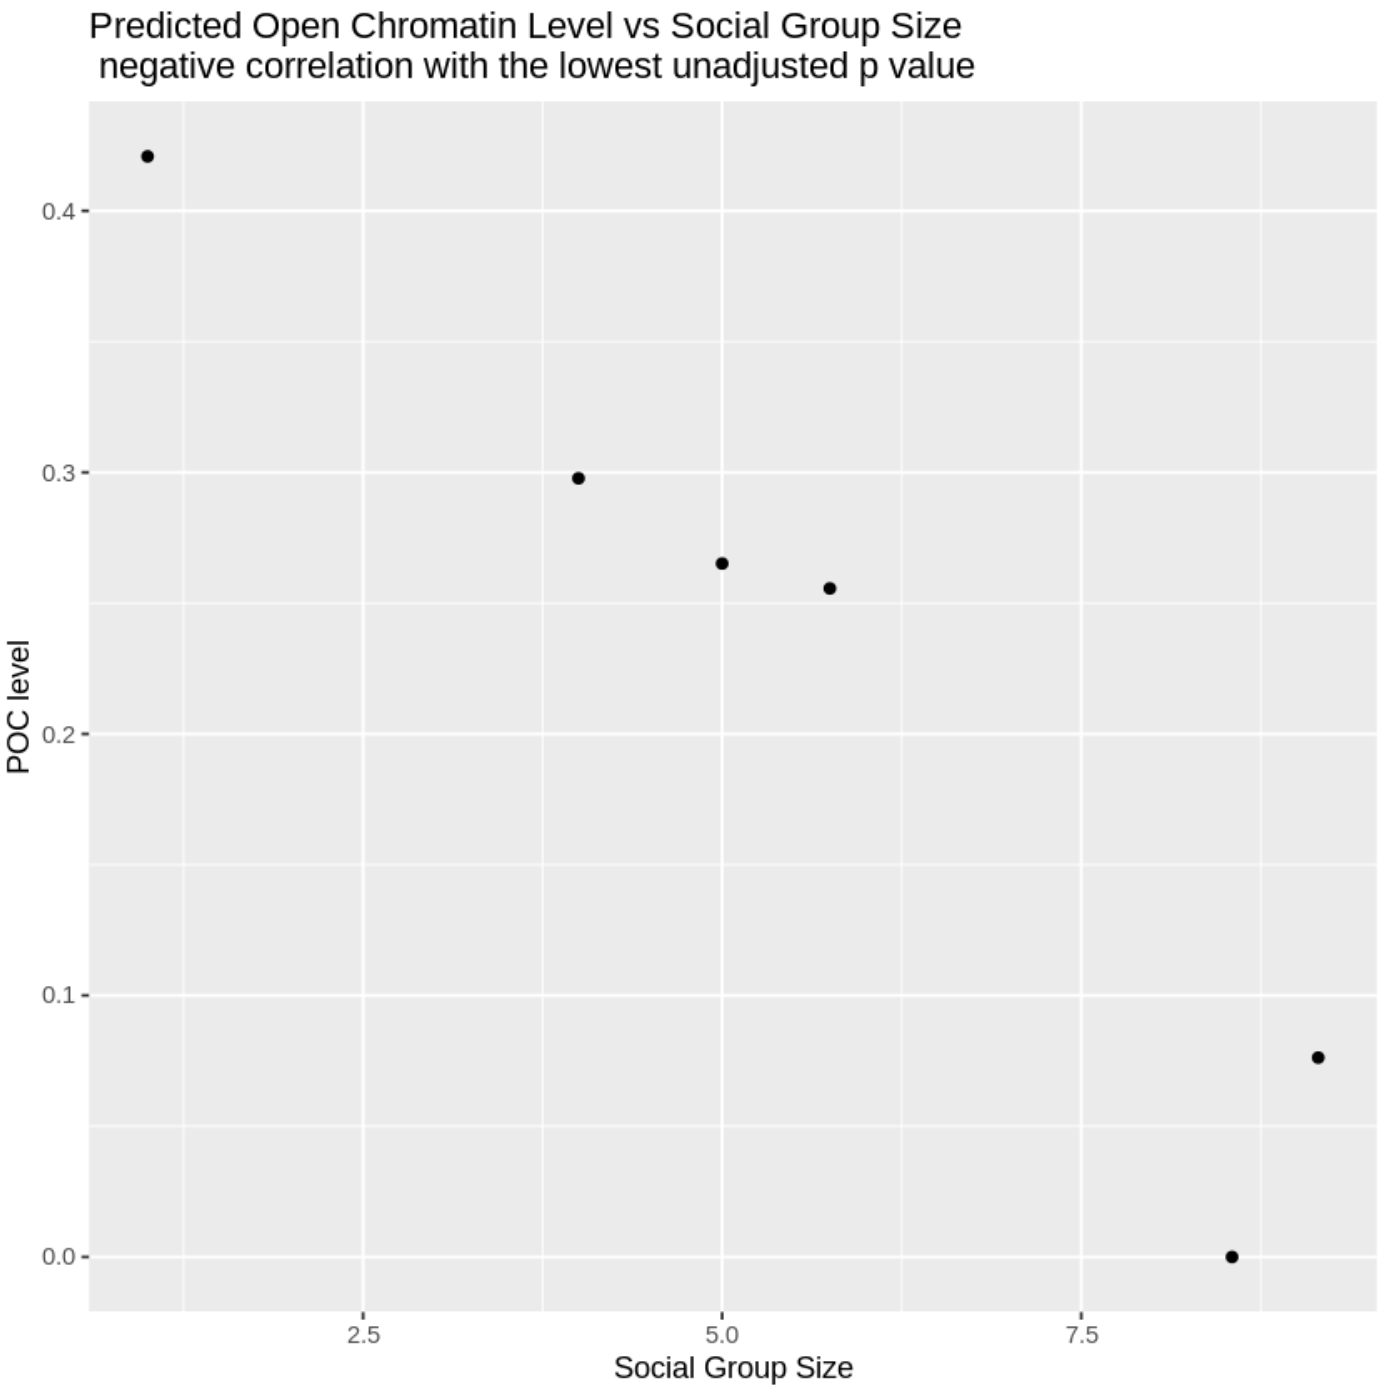 Predicted Open Chromatin Level vs Social Group Size
negative correlation with the lowest unadjusted p value
0.4
0.3
0.2
0.1
0.0
POC level
2.5 5.0 7.5
Social Group Size